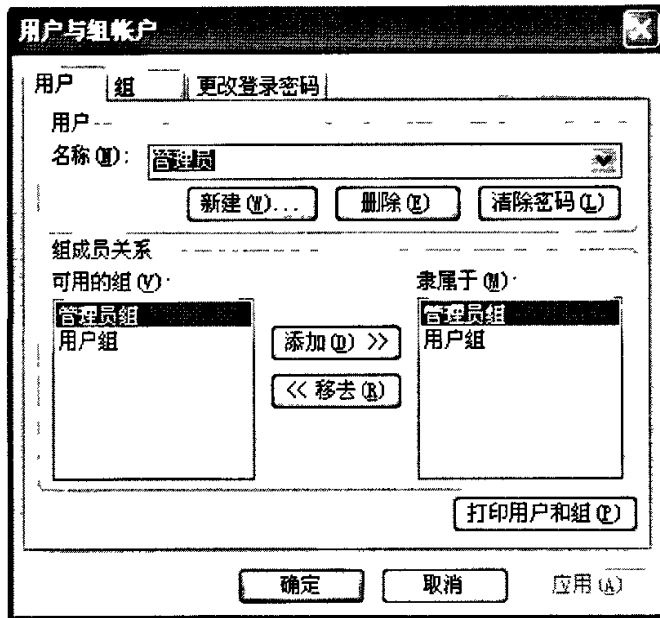 用户与组帐户
用户 组 更改登录密码
用户
名称(N): 管理员
新建(W)... 删除(E) 清除密码(L)
组成员关系
可用的组(V): 隶属于(M):
管理员组 管理员组
用户组 用户组
添加(D) >>
<< 移去(R)
打印用户和组(P)
确定 取消 应用(A)